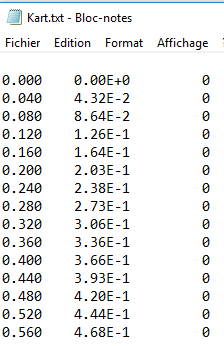 Kart.txt - Bloc-notes
Fichier Edition Format Affichage
0.000 0.00E+0 0
0.040 4.32E-2 0
0.080 8.64E-2 0
0.120 1.26E-1 0
0.160 1.64E-1 0
0.200 2.03E-1 0
0.240 2.38E-1 0
0.280 2.73E-1 0
0.320 3.06E-1 0
0.360 3.36E-1 0
0.400 3.66E-1 0
0.440 3.93E-1 0
0.480 4.20E-1 0
0.520 4.44E-1 0
0.560 4.68E-1 0